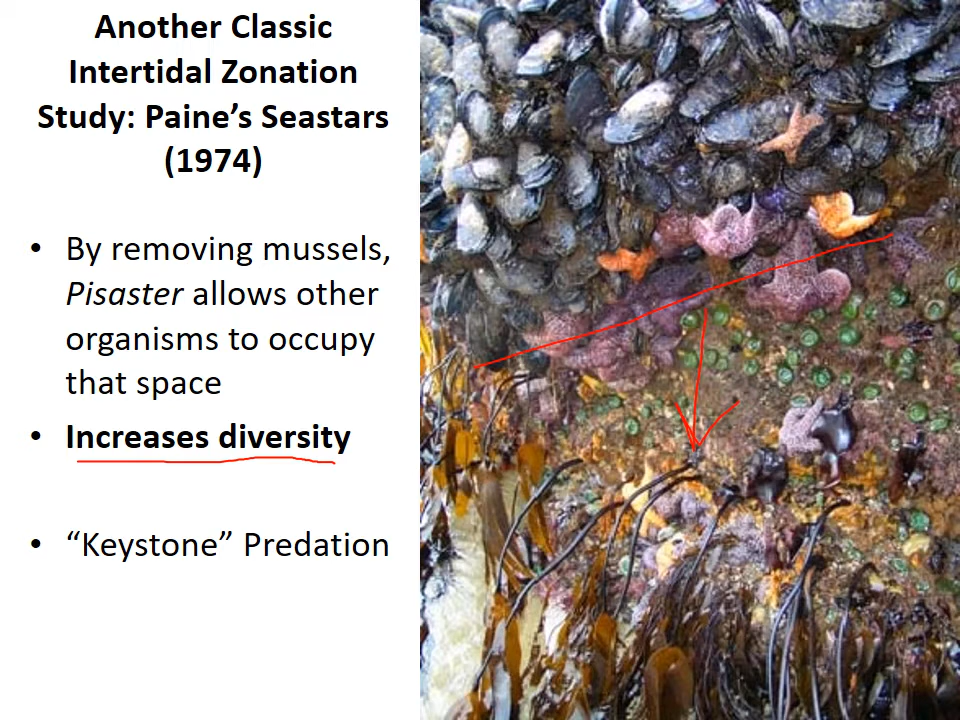 Another Classic
Intertidal Zonation
Study: Paine’s Seastars
(1974)
• By removing mussels,
Pisaster allows other
organisms to occupy
that space
• Increases diversity
• “Keystone” Predation